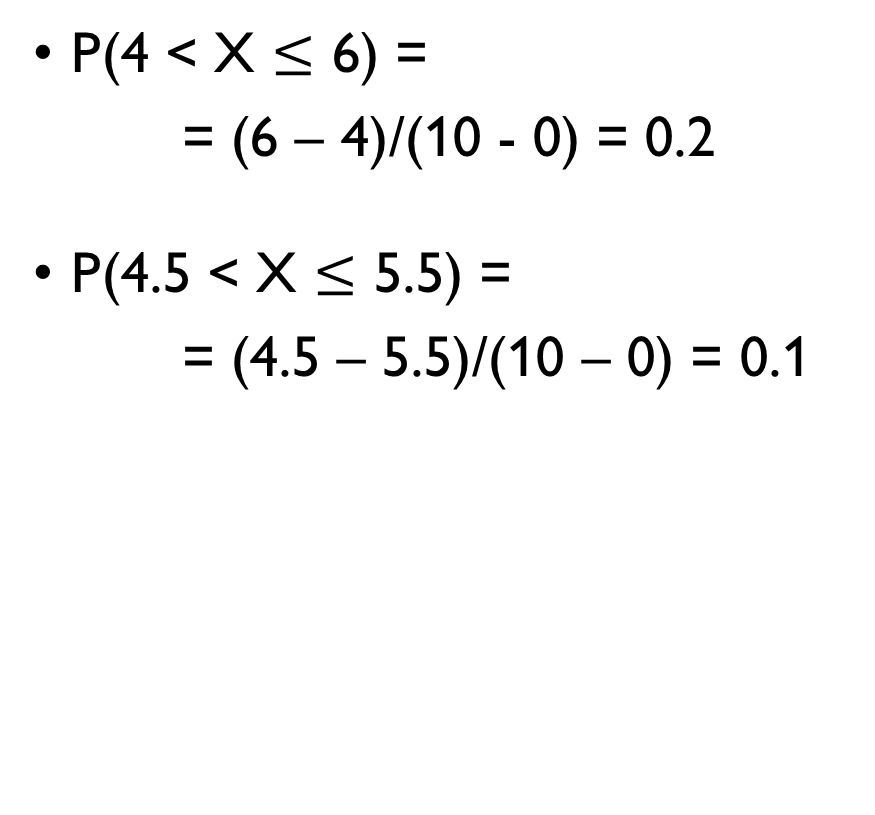 • P(4 < X ≤ 6) =
= (6 – 4)/(10 - 0) = 0.2
• P(4.5 < X ≤ 5.5) =
= (4.5 – 5.5)/(10 – 0) = 0.1